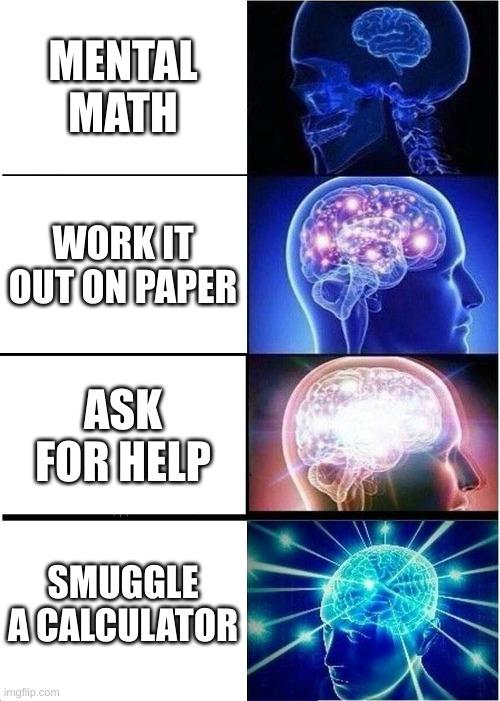 MENTAL
MATH
WORK IT
OUT ON PAPER
ASK
FOR HELP
SMUGGLE
A CALCULATOR
imgflip.com